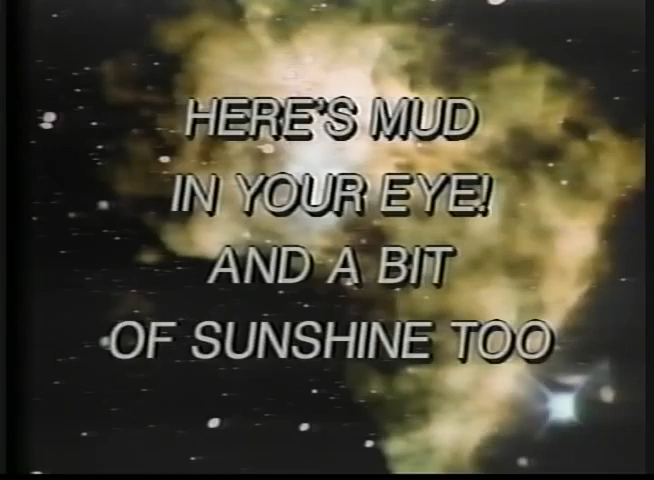 HERE'S MUD
IN YOUR EYE!
AND A BIT
OF SUNSHINE TOO